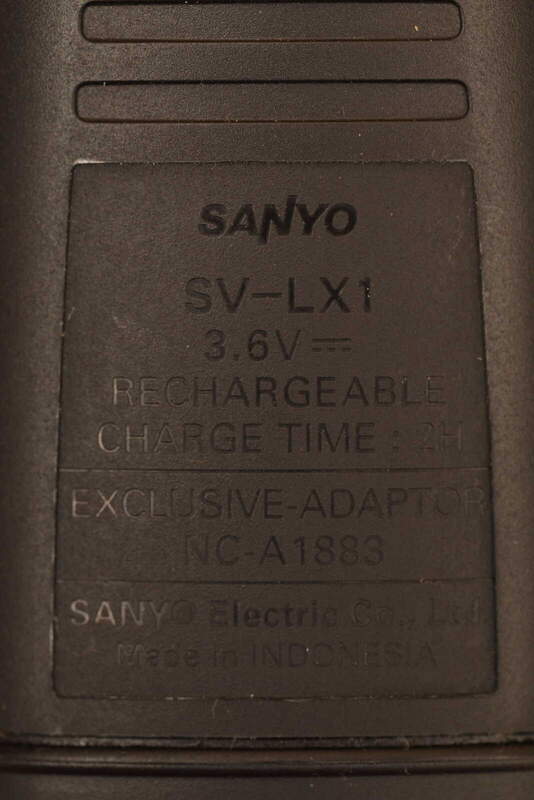 SANYO
SV-LX1
3.6V ⎓
RECHARGEABLE
CHARGE TIME : 2H
EXCLUSIVE-ADAPTOR
NC-A1883
SANYO Electric Co., Ltd
Made in INDONESIA